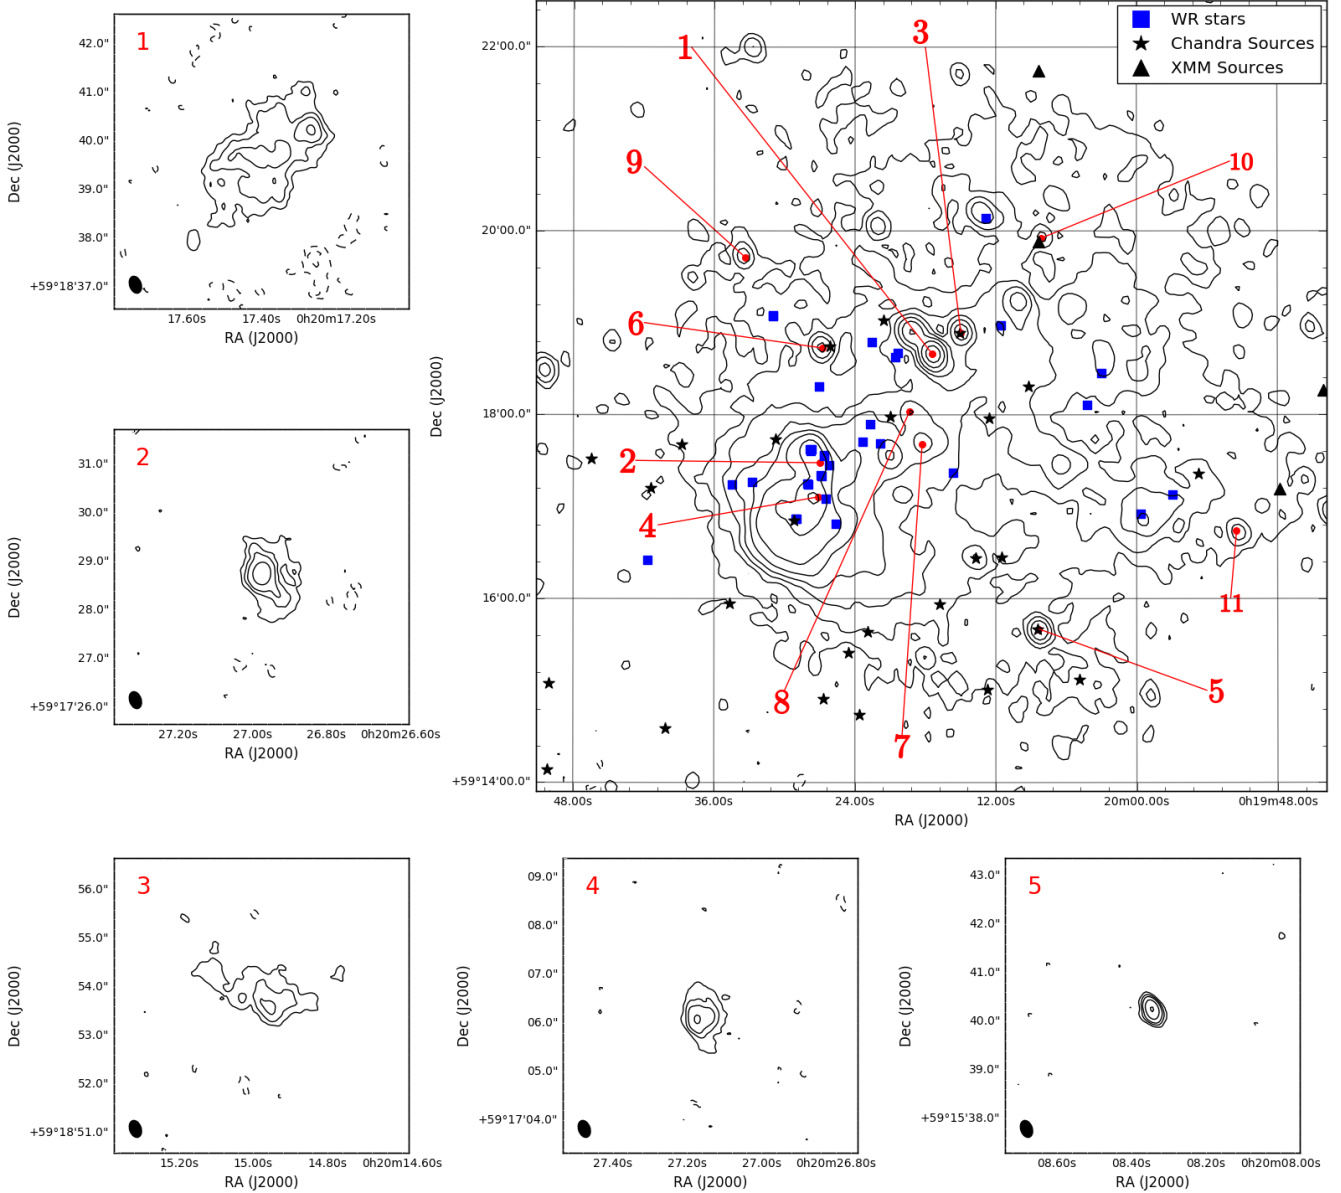 1
42.0"
41.0"
40.0"
39.0"
38.0"
+59°18'37.0"
17.60s 17.40s 0h20m17.20s
RA (J2000)
Dec (J2000)
2
31.0"
30.0"
29.0"
28.0"
27.0"
+59°17'26.0"
27.20s 27.00s 26.80s 0h20m26.60s
RA (J2000)
Dec (J2000)
WR stars
Chandra Sources
XMM Sources
22'00.0"
20'00.0"
18'00.0"
16'00.0"
+59°14'00.0"
48.00s 36.00s 24.00s 12.00s 20m00.00s 0h19m48.00s
RA (J2000)
Dec (J2000)
1
3
9
10
6
2
4
11
8
7
5
3
56.0"
55.0"
54.0"
53.0"
52.0"
+59°18'51.0"
15.20s 15.00s 14.80s 0h20m14.60s
RA (J2000)
Dec (J2000)
4
09.0"
08.0"
07.0"
06.0"
05.0"
+59°17'04.0"
27.40s 27.20s 27.00s 0h20m26.80s
RA (J2000)
Dec (J2000)
5
43.0"
42.0"
41.0"
40.0"
39.0"
+59°15'38.0"
08.60s 08.40s 08.20s 0h20m08.00s
RA (J2000)
Dec (J2000)